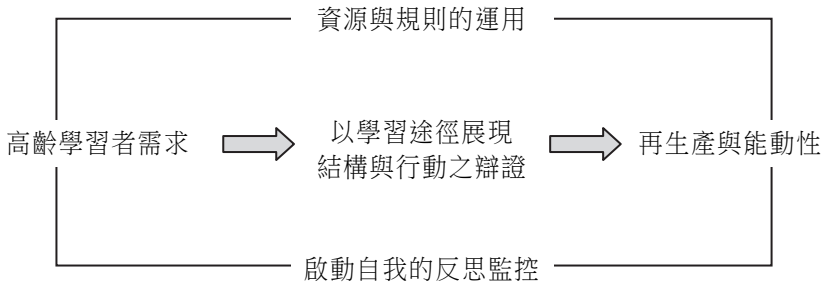 資源與規則的運用
高齡學習者需求
以學習途徑展現
結構與行動之辯證
再生產與能動性
啟動自我的反思監控